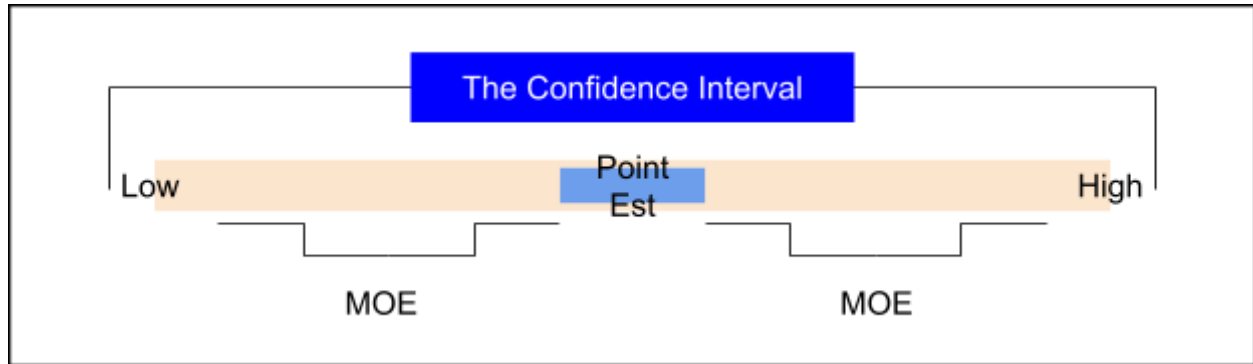 The Confidence Interval
Low
Point
Est
High
MOE
MOE